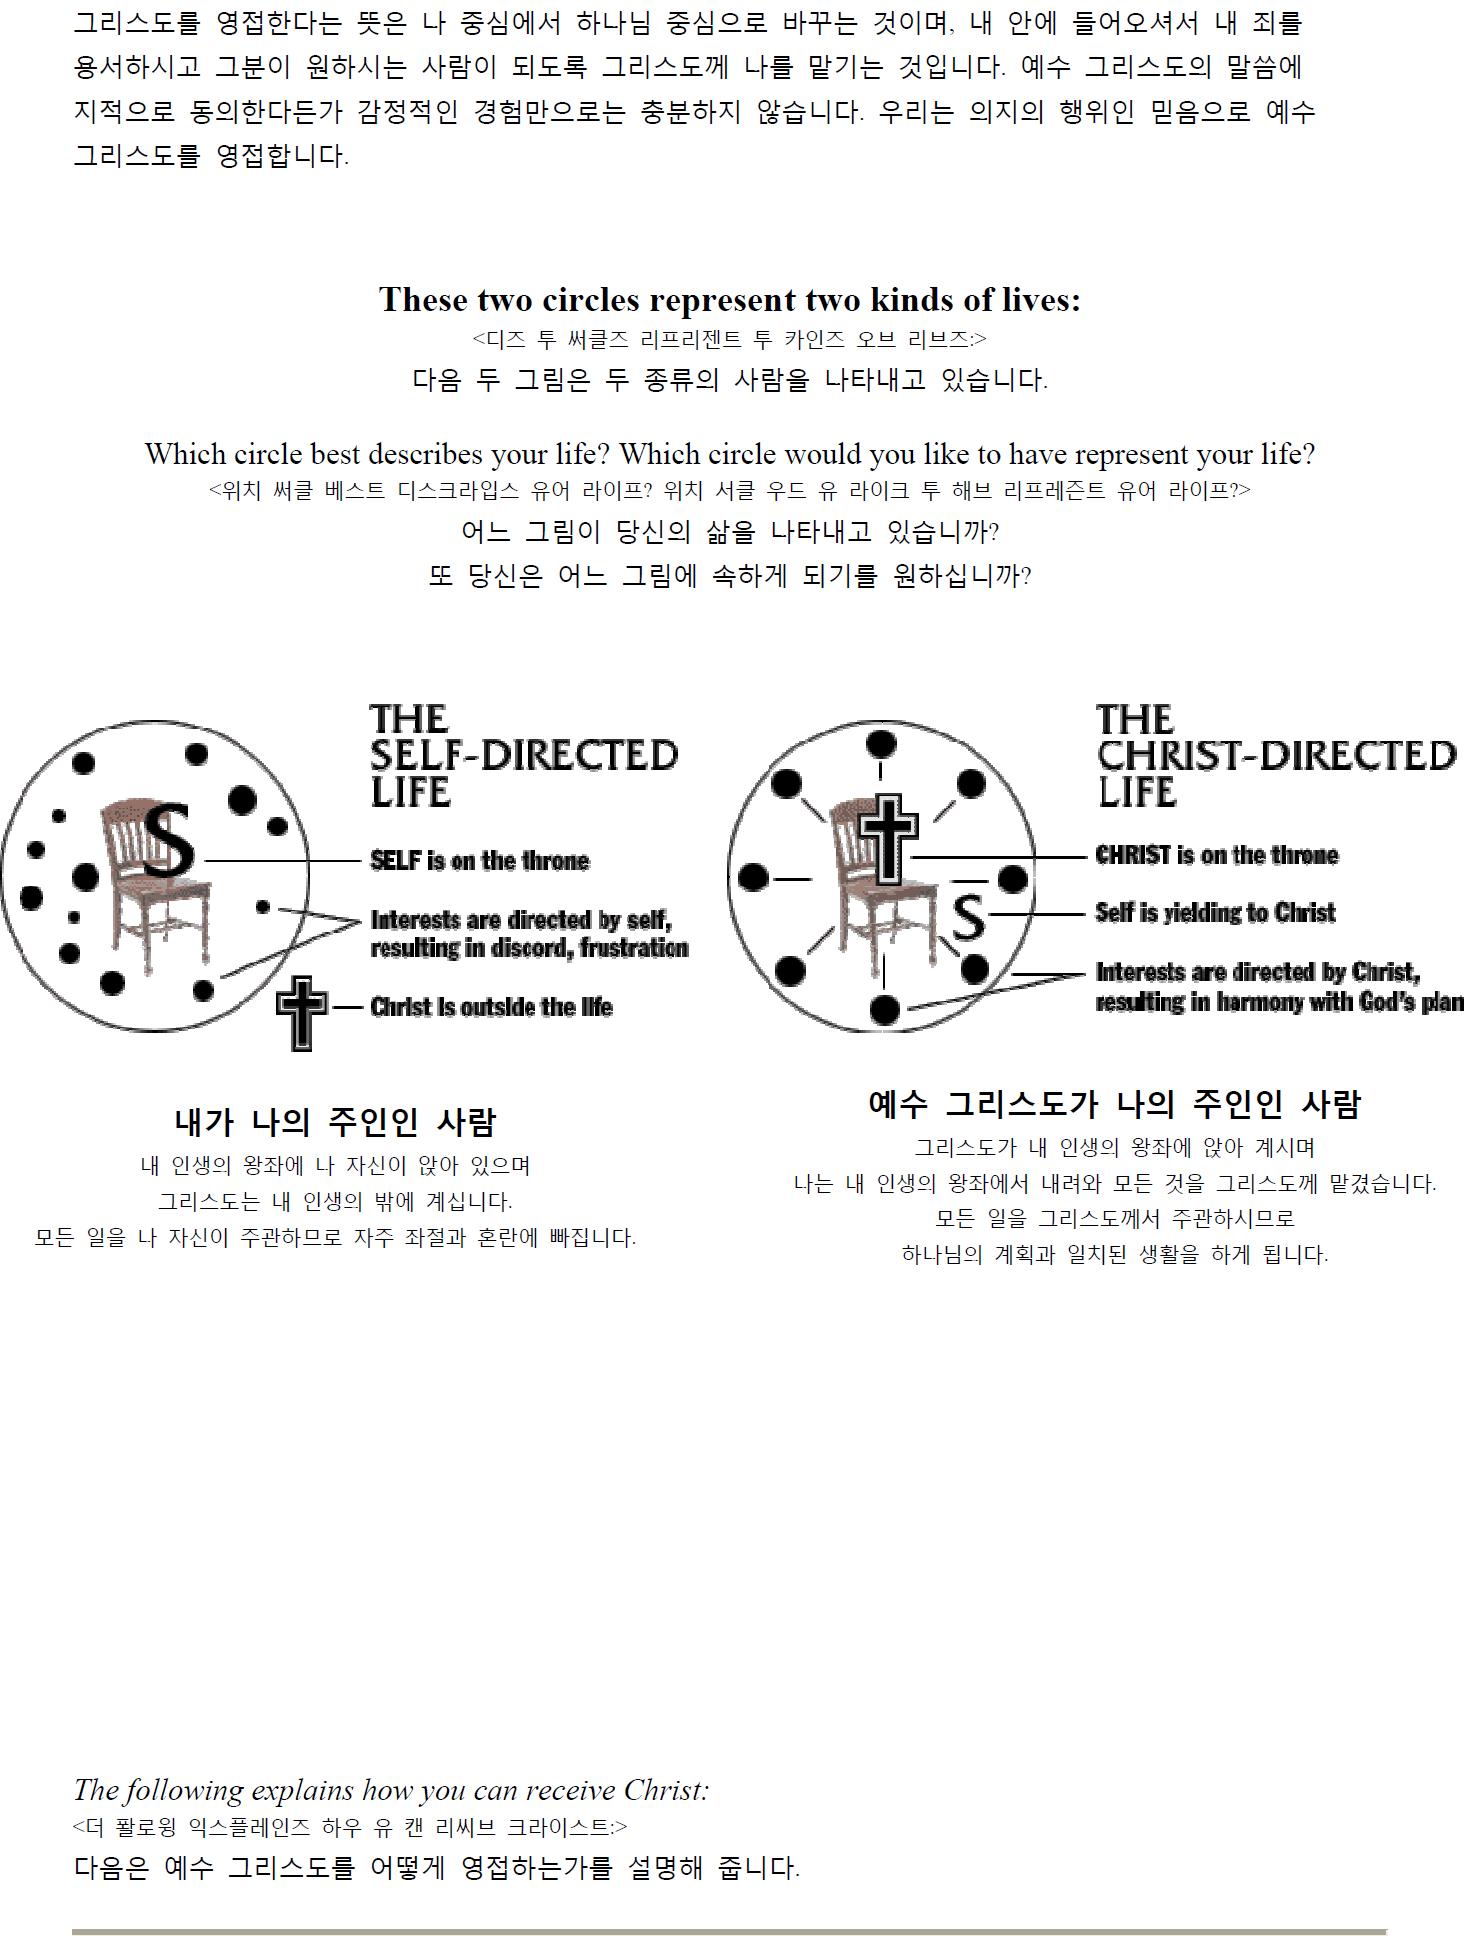 그리스도를 영접한다는 뜻은 나 중심에서 하나님 중심으로 바꾸는 것이며, 내 안에 들어오셔서 내 죄를
용서하시고 그분이 원하시는 사람이 되도록 그리스도께 나를 맡기는 것입니다. 예수 그리스도의 말씀에
지적으로 동의한다든가 감정적인 경험만으로는 충분하지 않습니다. 우리는 의지의 행위인 믿음으로 예수
그리스도를 영접합니다.
These two circles represent two kinds of lives:
<디즈 투 써클즈 리프리젠트 투 카인즈 오브 리브즈:>
다음 두 그림은 두 종류의 사람을 나타내고 있습니다.
Which circle best describes your life? Which circle would you like to have represent your life?
<위치 써클 베스트 디스크라입스 유어 라이프? 위치 서클 우드 유 라이크 투 해브 리프레즌트 유어 라이프?>
어느 그림이 당신의 삶을 나타내고 있습니까?
또 당신은 어느 그림에 속하게 되기를 원하십니까?
THE
SELF-DIRECTED
LIFE
S
SELF is on the throne
Interests are directed by self,
resulting in discord, frustration
Christ is outside the life
THE
CHRIST-DIRECTED
LIFE
CHRIST is on the throne
S
Self is yielding to Christ
Interests are directed by Christ,
resulting in harmony with God's plan
내가 나의 주인인 사람
내 인생의 왕좌에 나 자신이 앉아 있으며
그리스도는 내 인생의 밖에 계십니다.
모든 일을 나 자신이 주관하므로 자주 좌절과 혼란에 빠집니다.
예수 그리스도가 나의 주인인 사람
그리스도가 내 인생의 왕좌에 앉아 계시며
나는 내 인생의 왕좌에서 내려와 모든 것을 그리스도께 맡겼습니다.
모든 일을 그리스도께서 주관하시므로
하나님의 계획과 일치된 생활을 하게 됩니다.
The following explains how you can receive Christ:
<더 퐐로윙 익스플레인즈 하우 유 캔 리씨브 크라이스트:>
다음은 예수 그리스도를 어떻게 영접하는가를 설명해 줍니다.